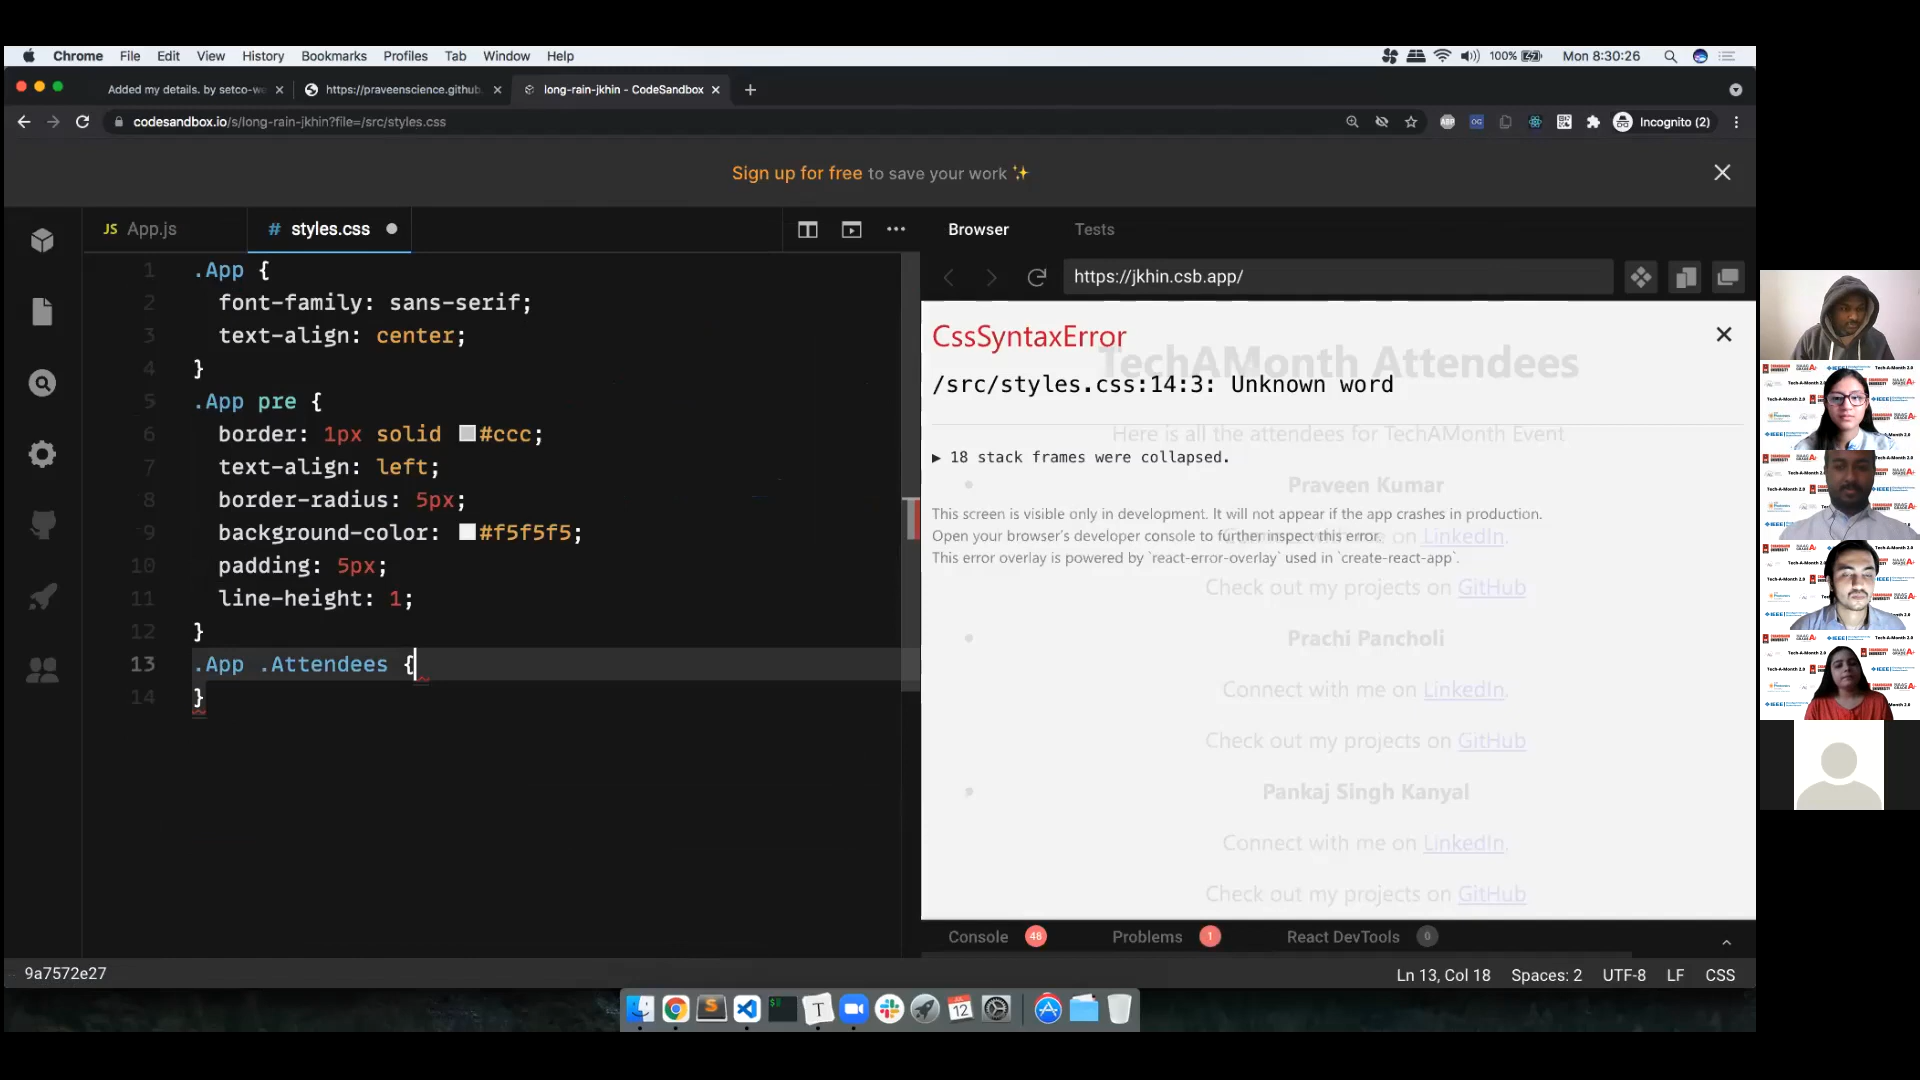 Chrome File Edit View History Bookmarks Profiles Tab Window Help 100% Mon 8:30:26
Added my details. by setco-we × https://praveenscience.github. × long-rain-jkhin - CodeSandbox × +
codesandbox.io/s/long-rain-jkhin?file=/src/styles.css ABP Incognito (2)
Sign up for free to save your work ✨
JS App.js # styles.css Browser Tests
https://jkhin.csb.app/
1 .App {
2 font-family: sans-serif;
3 text-align: center;
4 }
5 .App pre {
6 border: 1px solid #ccc;
7 text-align: left;
8 border-radius: 5px;
9 background-color: #f5f5f5;
10 padding: 5px;
11 line-height: 1;
12 }
13 .App .Attendees {
14 }
CssSyntaxError
TechAMonth Attendees
/src/styles.css:14:3: Unknown word
Here is all the attendees for TechAMonth Event
▶ 18 stack frames were collapsed.
Praveen Kumar
This screen is visible only in development. It will not appear if the app crashes in production.
Open your browser's developer console to further inspect this error.
Connect with me on LinkedIn.
This error overlay is powered by `react-error-overlay` used in `create-react-app`.
Check out my projects on GitHub
Prachi Pancholi
Connect with me on LinkedIn.
Check out my projects on GitHub
Pankaj Singh Kanyal
Connect with me on LinkedIn.
Check out my projects on GitHub
Console 48 Problems 1 React DevTools 0
9a7572e27 Ln 13, Col 18 Spaces: 2 UTF-8 LF CSS
12